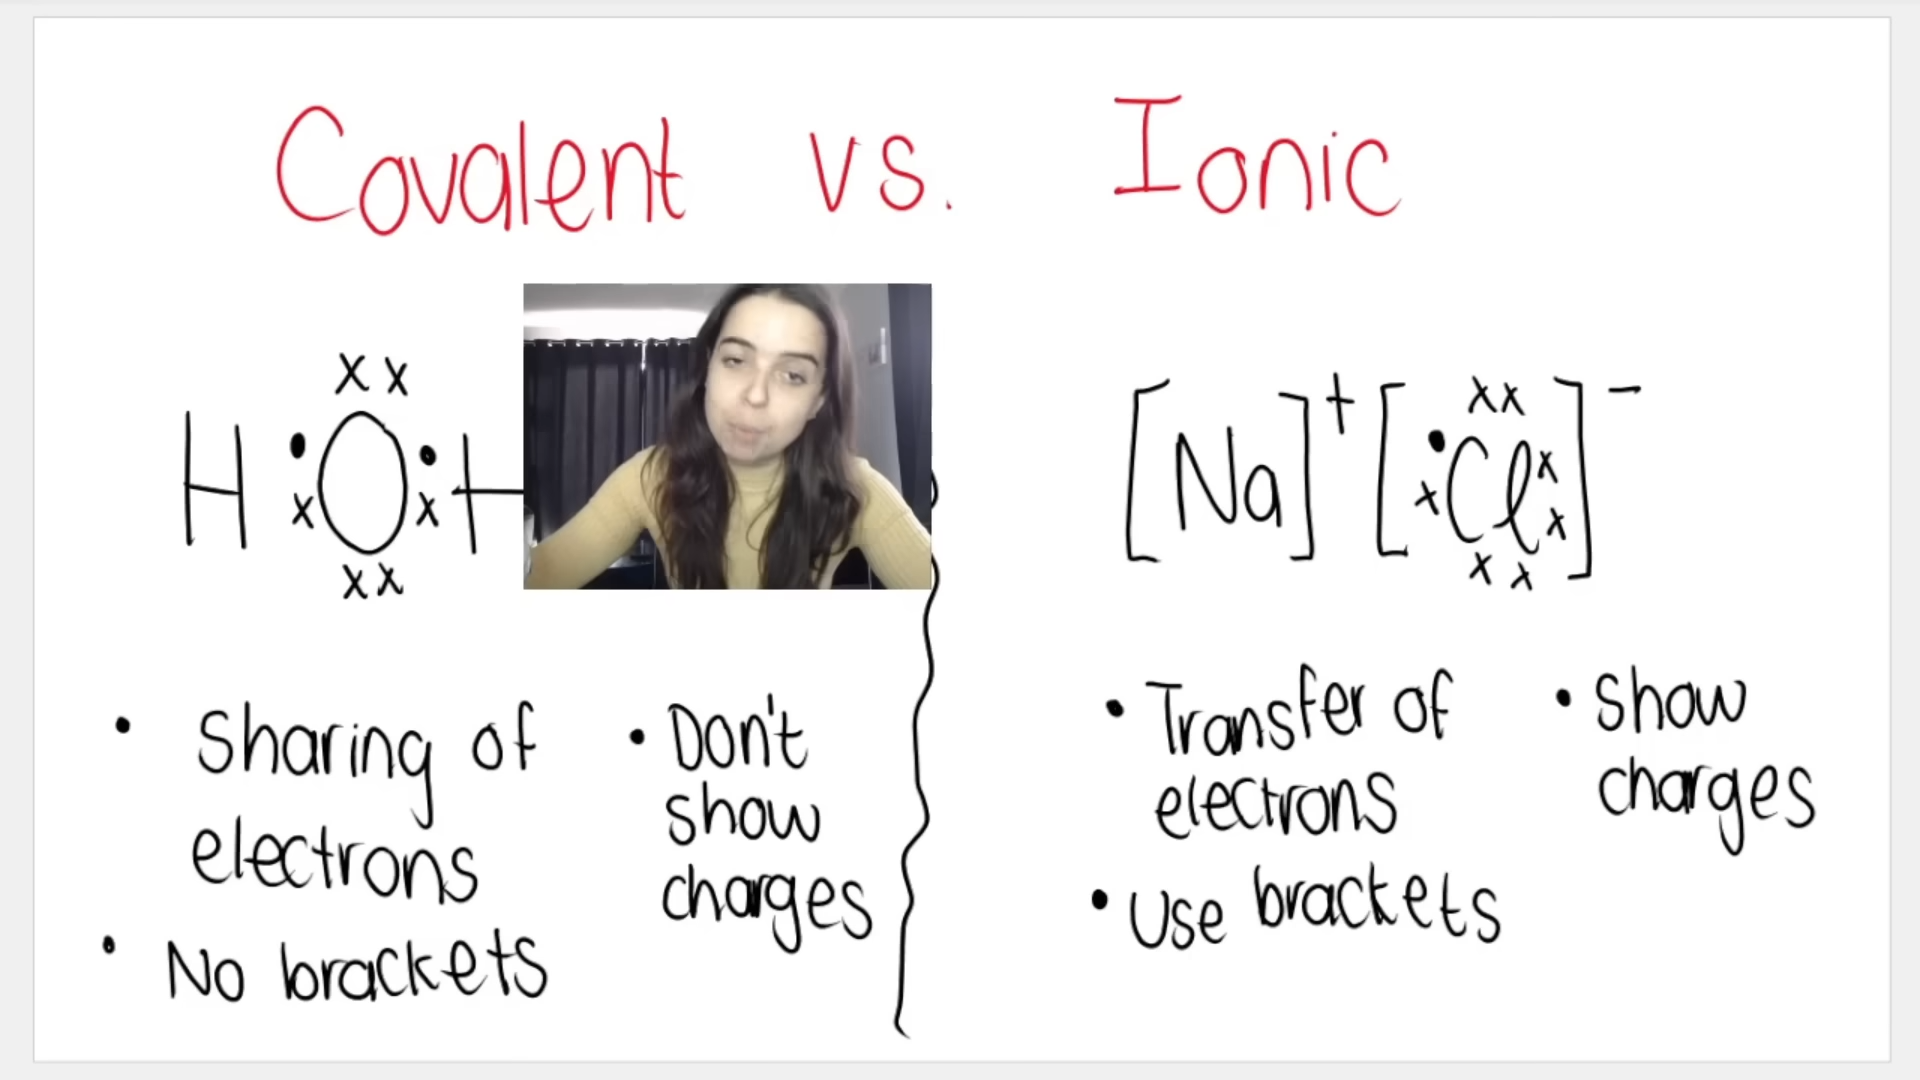 Covalent vs. Ionic
x x
H • O • H
x x
x x
[Na]+ [•Cl]-
xx
x x
x x
x x
• Sharing of
electrons
• No brackets
• Don't
show
charges
• Transfer of
electrons
• Use brackets
• Show
charges